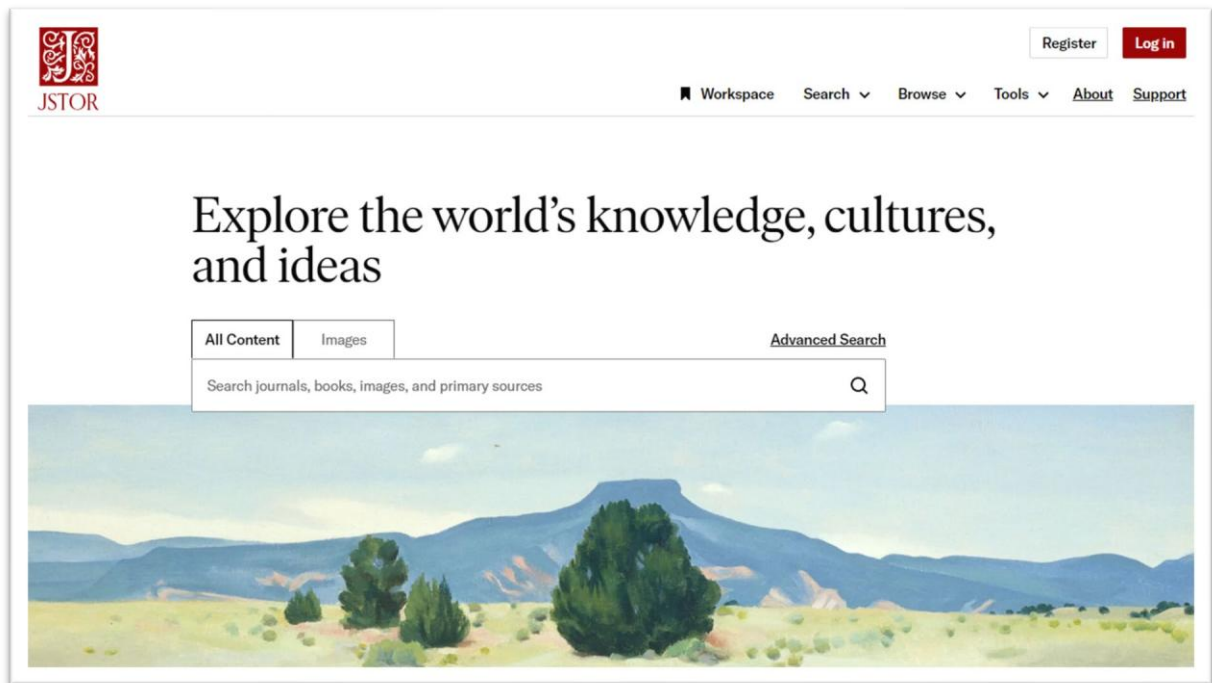 Register Log in
JSTOR
Workspace Search Browse Tools About Support
Explore the world’s knowledge, cultures,
and ideas
All Content Images Advanced Search
Search journals, books, images, and primary sources